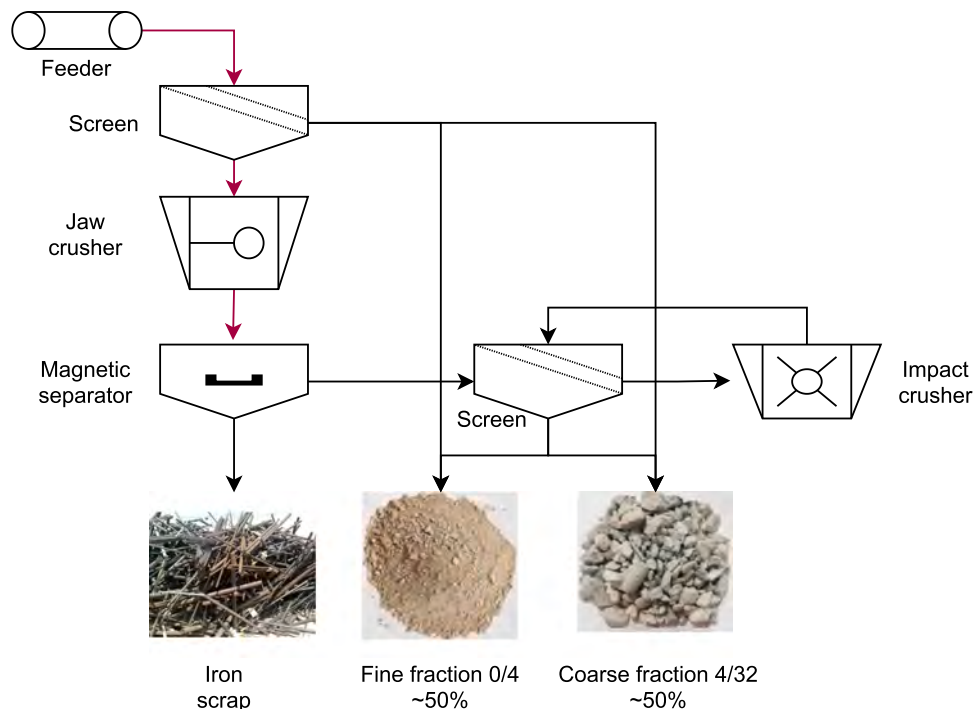 Feeder
Screen
Jaw
crusher
Magnetic
separator
Screen
Impact
crusher
Iron
scrap
Fine fraction 0/4
~50%
Coarse fraction 4/32
~50%